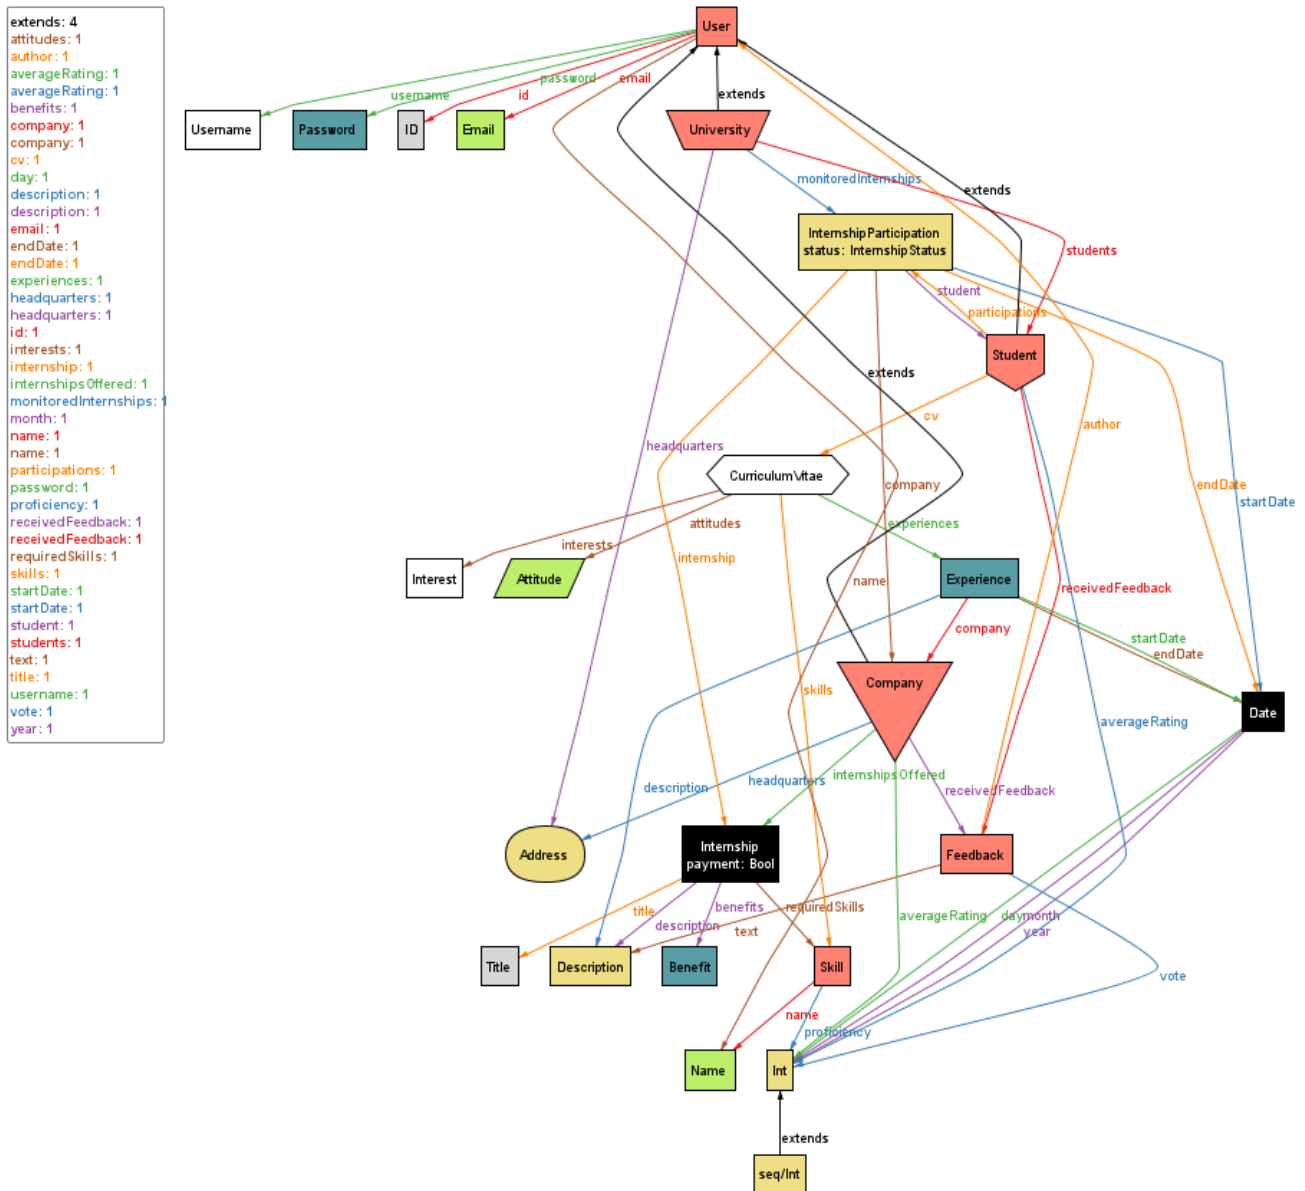 extends: 4
attitudes: 1
author: 1
averageRating: 1
averageRating: 1
benefits: 1
company: 1
company: 1
cv: 1
day: 1
description: 1
description: 1
email: 1
endDate: 1
endDate: 1
experiences: 1
headquarters: 1
headquarters: 1
id: 1
interests: 1
internship: 1
internshipsOffered: 1
monitoredInternships: 1
month: 1
name: 1
name: 1
participations: 1
password: 1
proficiency: 1
receivedFeedback: 1
receivedFeedback: 1
requiredSkills: 1
skills: 1
startDate: 1
startDate: 1
student: 1
students: 1
text: 1
title: 1
username: 1
vote: 1
year: 1
User
password
email
username
id
extends
Username
Password
ID
Email
University
monitoredInternships
extends
InternshipParticipation
status: InternshipStatus
students
student
participations
Student
extends
cv
author
headquarters
CurriculumVitae
company
endDate
startDate
attitudes
experiences
interests
internship
Interest
Attitude
name
Experience
receivedFeedback
company
startDate
endDate
Company
skills
Date
averageRating
description
headquarters
internshipsOffered
receivedFeedback
Address
Internship
payment: Bool
Feedback
title
benefits
requiredSkills
description
text
averageRating
day
month
year
Title
Description
Benefit
Skill
vote
name
proficiency
Name
Int
extends
seq/Int